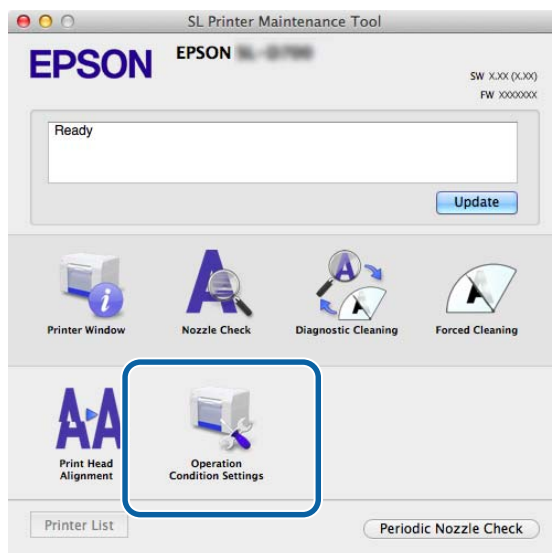 SL Printer Maintenance Tool
EPSON
EPSON
SW X.XX (X.XX)
FW XXXXXXX
Ready
Update
Printer Window
Nozzle Check
Diagnostic Cleaning
Forced Cleaning
Print Head
Alignment
Operation
Condition Settings
Printer List
Periodic Nozzle Check